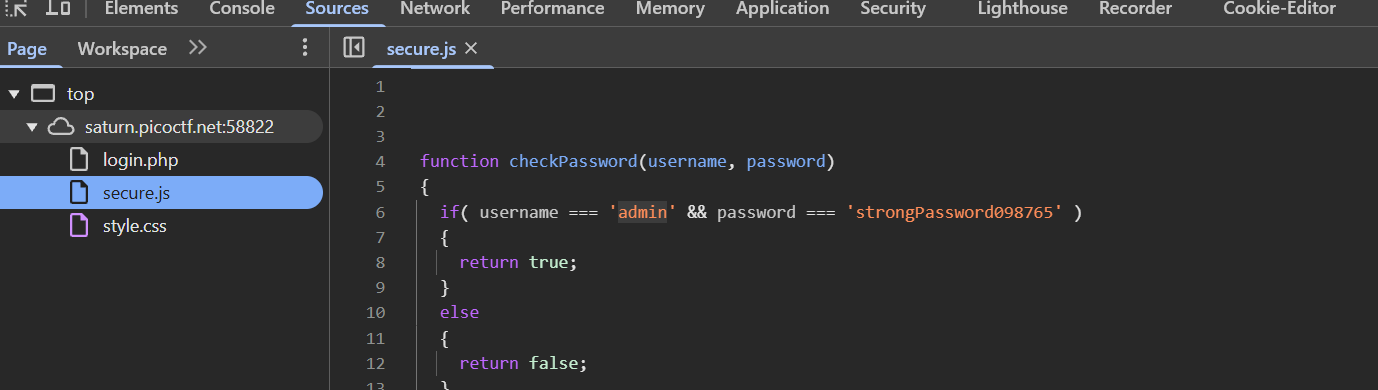 Elements Console Sources Network Performance Memory Application Security Lighthouse Recorder Cookie-Editor
Page Workspace
top
saturn.picoctf.net:58822
login.php
secure.js
style.css
secure.js
1
2
3
4 function checkPassword(username, password)
5 {
6 if( username === 'admin' && password === 'strongPassword098765' )
7 {
8 return true;
9 }
10 else
11 {
12 return false;
13 }